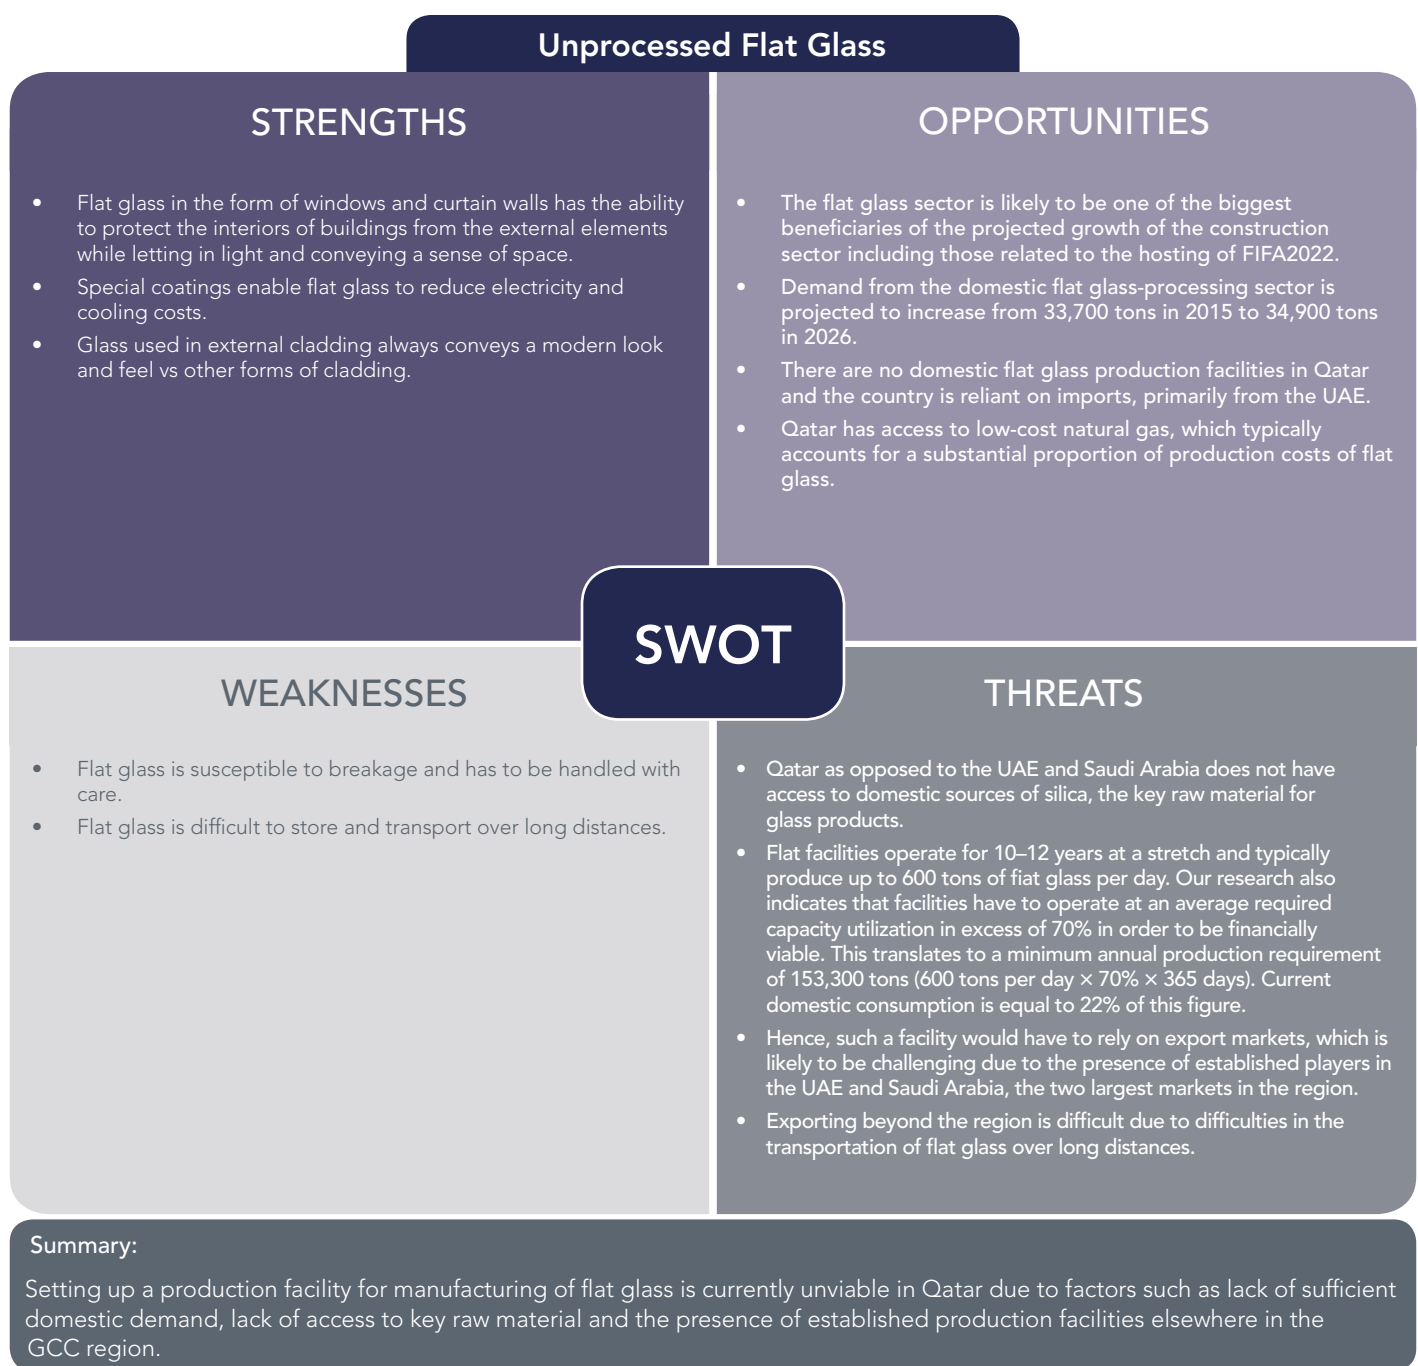 Unprocessed Flat Glass
STRENGTHS
• Flat glass in the form of windows and curtain walls has the ability
to protect the interiors of buildings from the external elements
while letting in light and conveying a sense of space.
• Special coatings enable flat glass to reduce electricity and
cooling costs.
• Glass used in external cladding always conveys a modern look
and feel vs other forms of cladding.
OPPORTUNITIES
• The flat glass sector is likely to be one of the biggest
beneficiaries of the projected growth of the construction
sector including those related to the hosting of FIFA2022.
• Demand from the domestic flat glass-processing sector is
projected to increase from 33,700 tons in 2015 to 34,900 tons
in 2026.
• There are no domestic flat glass production facilities in Qatar
and the country is reliant on imports, primarily from the UAE.
• Qatar has access to low-cost natural gas, which typically
accounts for a substantial proportion of production costs of flat
glass.
SWOT
WEAKNESSES
• Flat glass is susceptible to breakage and has to be handled with
care.
• Flat glass is difficult to store and transport over long distances.
THREATS
• Qatar as opposed to the UAE and Saudi Arabia does not have
access to domestic sources of silica, the key raw material for
glass products.
• Flat facilities operate for 10–12 years at a stretch and typically
produce up to 600 tons of fiat glass per day. Our research also
indicates that facilities have to operate at an average required
capacity utilization in excess of 70% in order to be financially
viable. This translates to a minimum annual production requirement
of 153,300 tons (600 tons per day × 70% × 365 days). Current
domestic consumption is equal to 22% of this figure.
• Hence, such a facility would have to rely on export markets, which is
likely to be challenging due to the presence of established players in
the UAE and Saudi Arabia, the two largest markets in the region.
• Exporting beyond the region is difficult due to difficulties in the
transportation of flat glass over long distances.
Summary:
Setting up a production facility for manufacturing of flat glass is currently unviable in Qatar due to factors such as lack of sufficient
domestic demand, lack of access to key raw material and the presence of established production facilities elsewhere in the
GCC region.